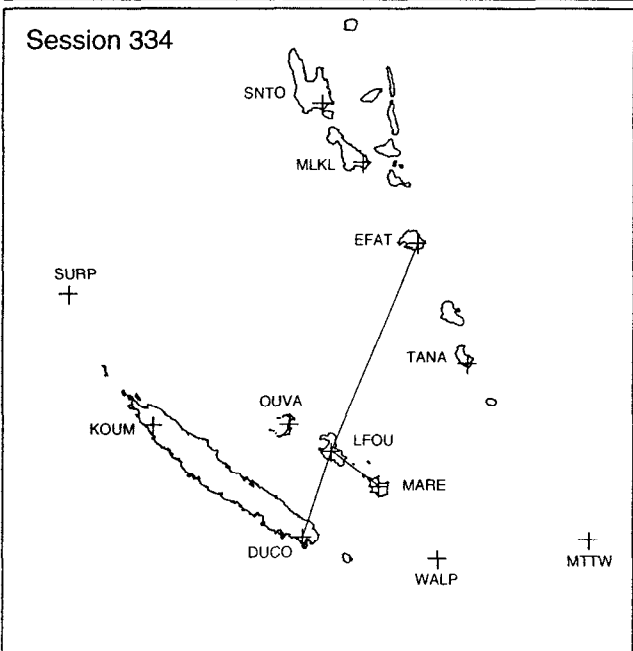 Session 334
SNTO
MLKL
EFAT
SURP
TANA
OUVA
KOUM
LFOU
MARE
DUCO
MTTW
WALP